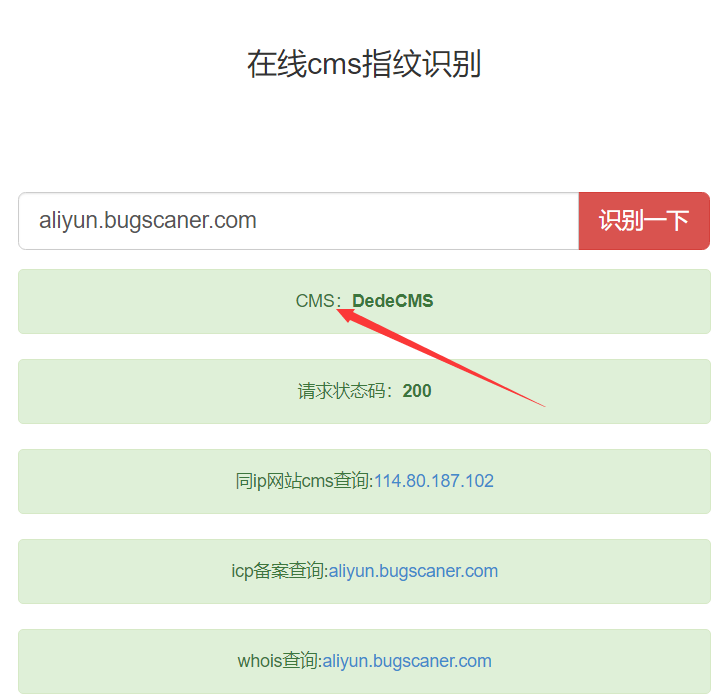 在线cms指纹识别
aliyun.bugscaner.com
识别一下
CMS：DedeCMS
请求状态码：200
同ip网站cms查询:114.80.187.102
icp备案查询:aliyun.bugscaner.com
whois查询:aliyun.bugscaner.com